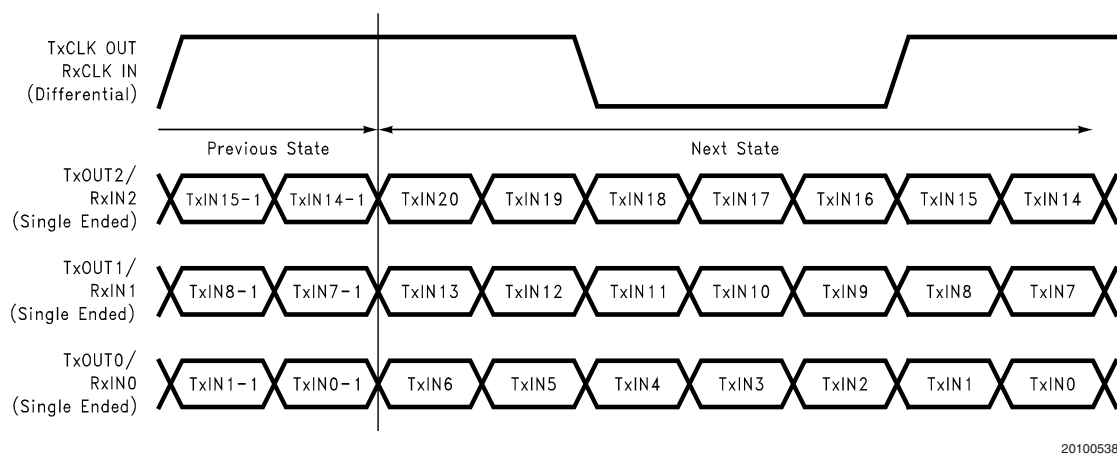 TxCLK OUT
RxCLK IN
(Differential)
Previous State
Next State
TxOUT2/
RxIN2
(Single Ended)
TxIN15-1 TxIN14-1 TxIN20 TxIN19 TxIN18 TxIN17 TxIN16 TxIN15 TxIN14
TxOUT1/
RxIN1
(Single Ended)
TxIN8-1 TxIN7-1 TxIN13 TxIN12 TxIN11 TxIN10 TxIN9 TxIN8 TxIN7
TxOUT0/
RxIN0
(Single Ended)
TxIN1-1 TxIN0-1 TxIN6 TxIN5 TxIN4 TxIN3 TxIN2 TxIN1 TxIN0
20100538